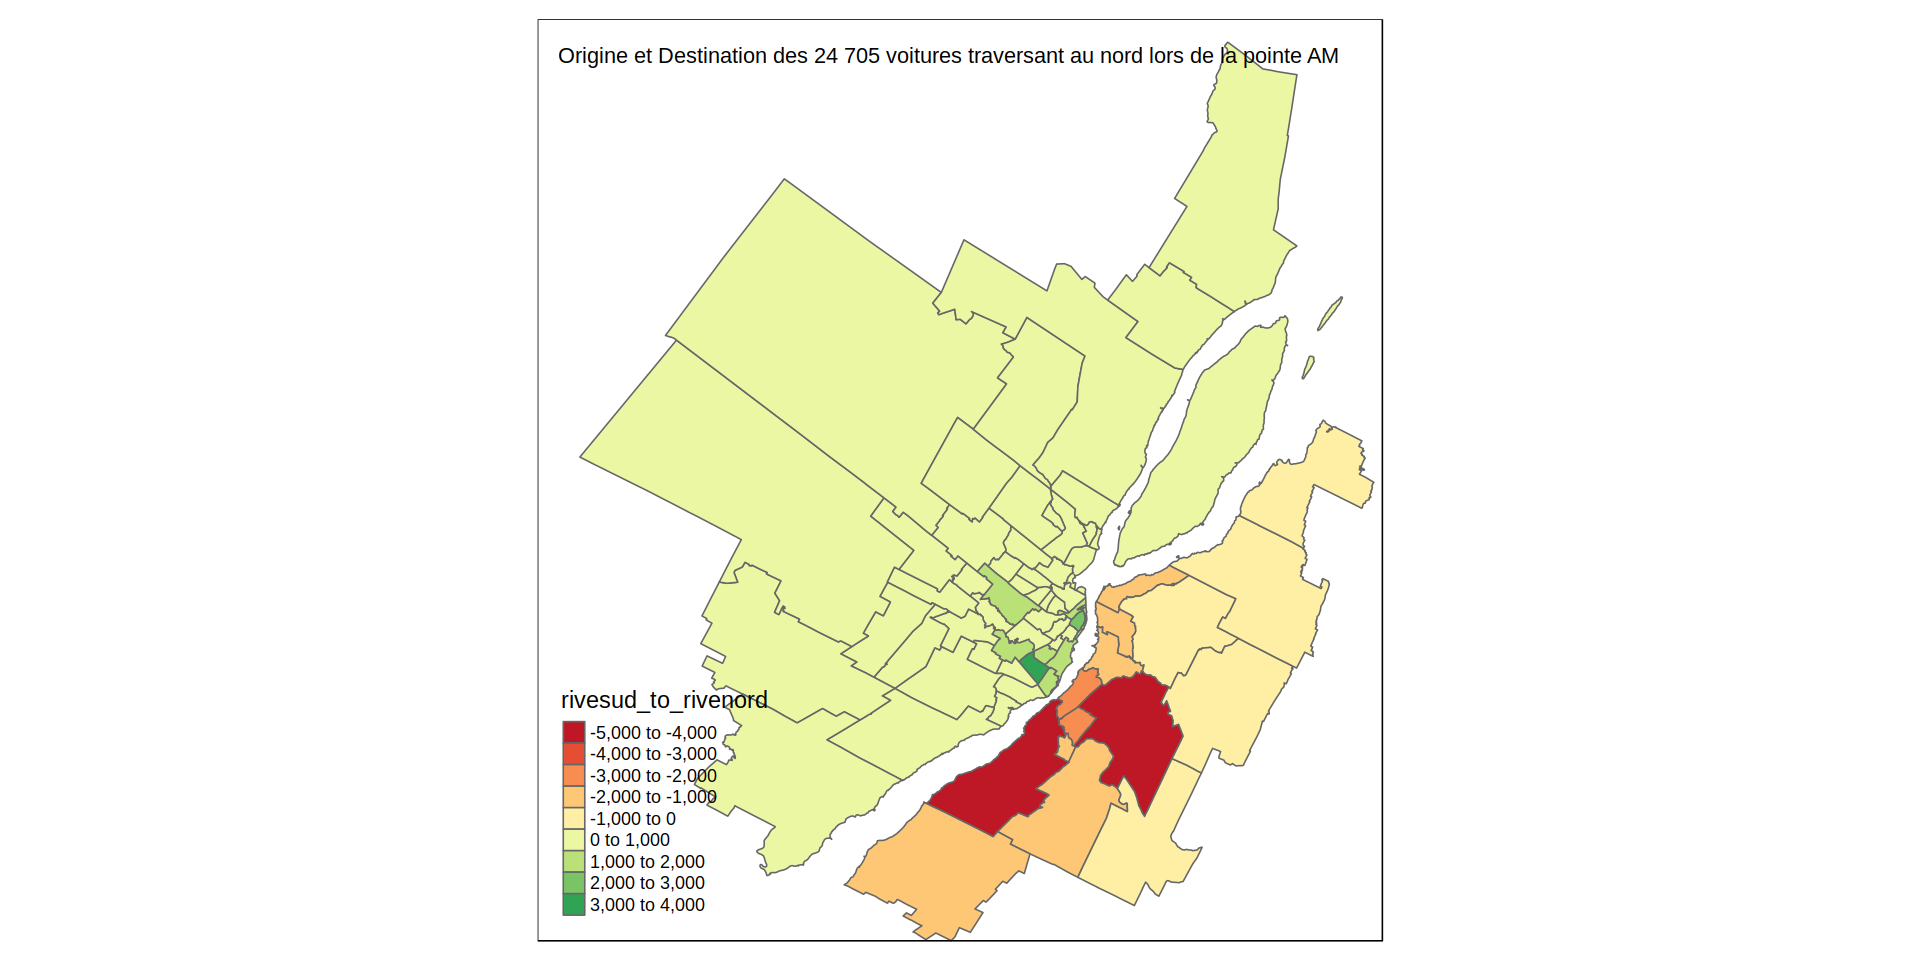 Origine et Destination des 24 705 voitures traversant au nord lors de la pointe AM
rivesud_to_rivenord
-5,000 to -4,000
-4,000 to -3,000
-3,000 to -2,000
-2,000 to -1,000
-1,000 to 0
0 to 1,000
1,000 to 2,000
2,000 to 3,000
3,000 to 4,000